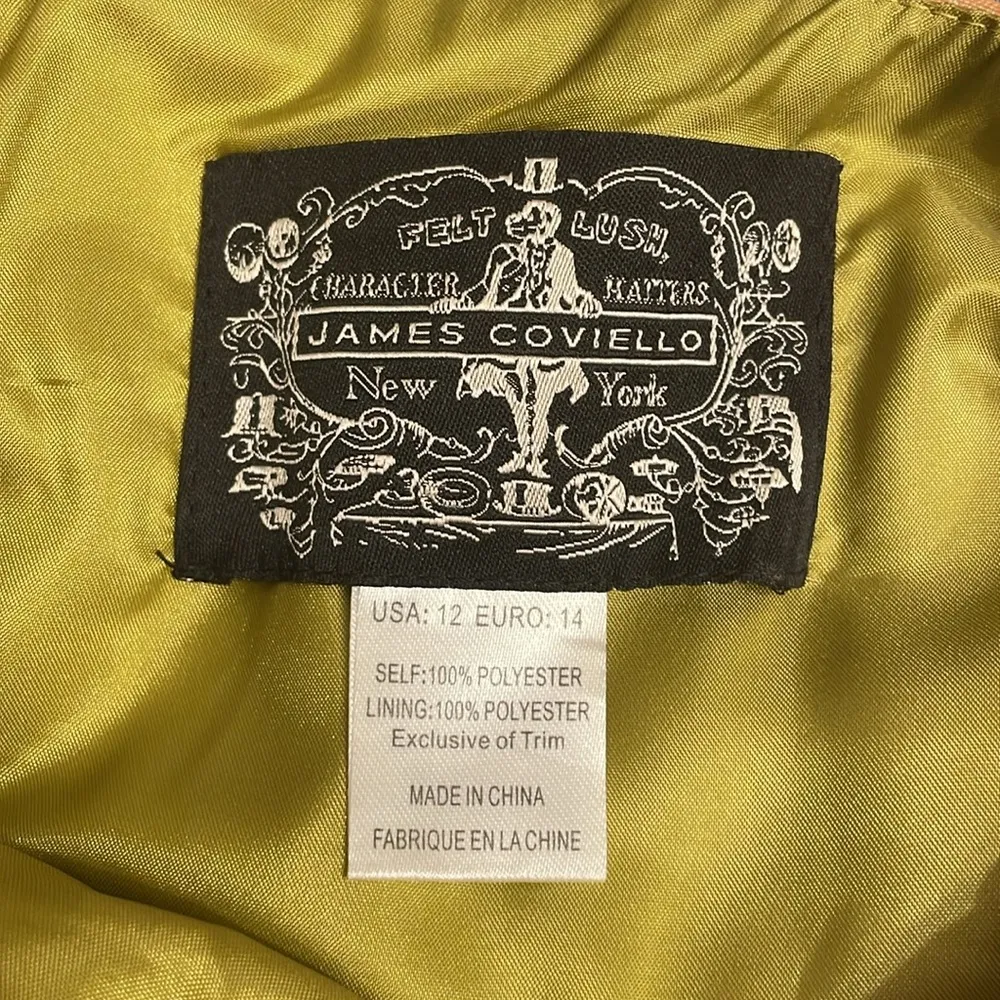 FELT LUSH,
CHARACTER HATTERS
JAMES COVIELLO
New York
USA: 12 EURO: 14
SELF:100% POLYESTER
LINING:100% POLYESTER
Exclusive of Trim
MADE IN CHINA
FABRIQUE EN LA CHINE